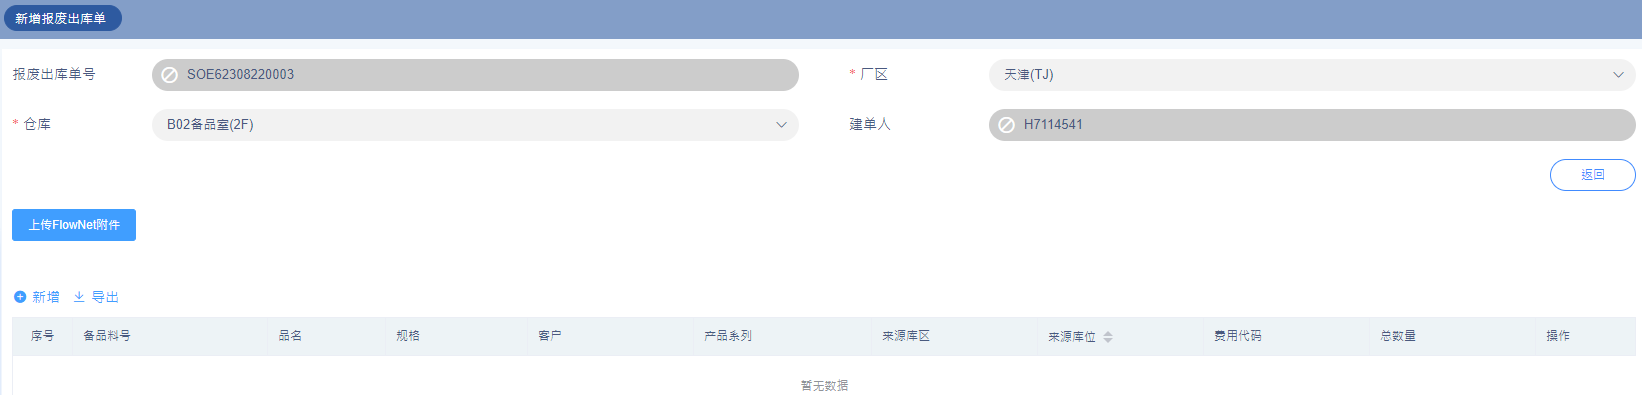 新增报废出库单
报废出库单号 SOE62308220003 * 厂区 天津(TJ)
* 仓库 B02备品室(2F) 建单人 H7114541
返回
上传FlowNet附件
新增 导出
序号 备品料号 品名 规格 客户 产品系列 来源库区 来源库位 费用代码 总数量 操作
暂无数据